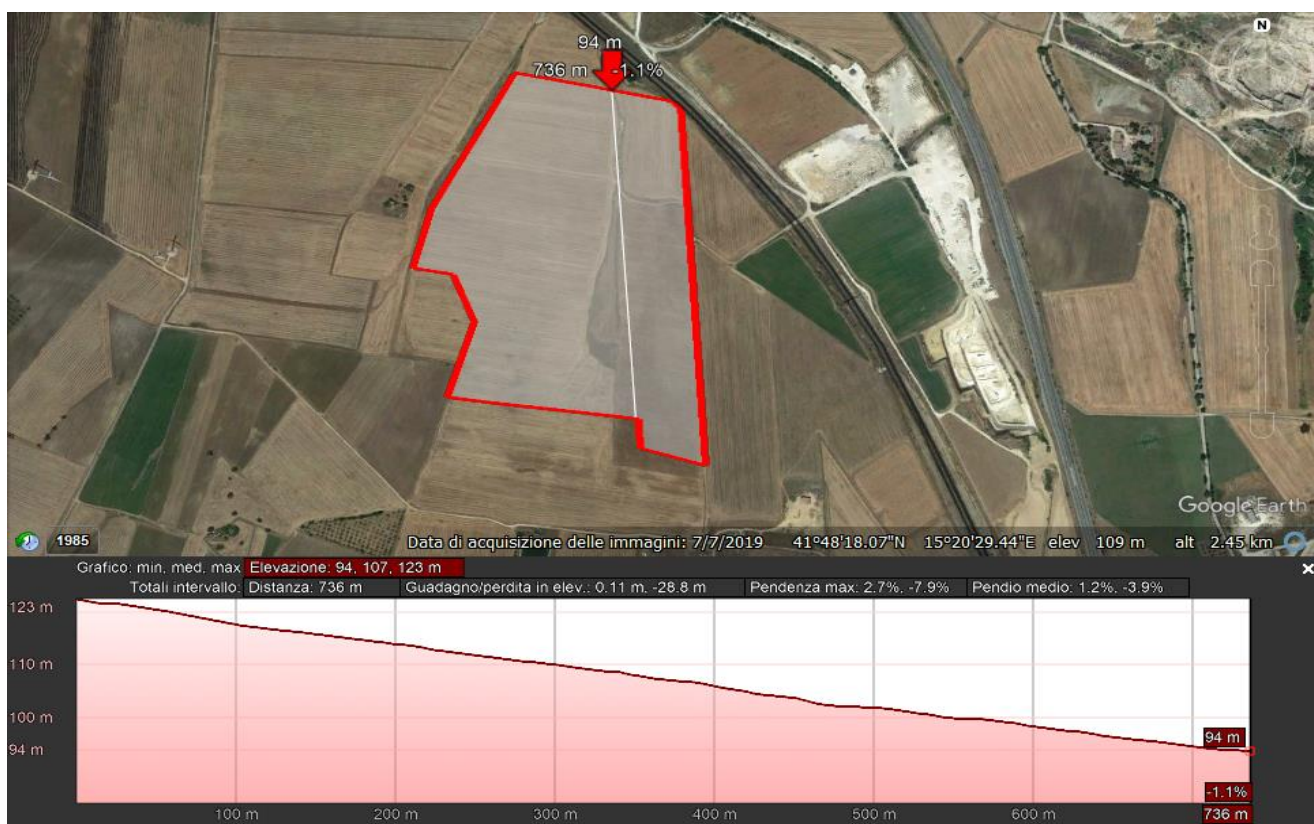 N
94 m
736 m -1.1%
Google Earth
1985
Data di acquisizione delle immagini: 7/7/2019 41°48'18.07"N 15°20'29.44"E elev 109 m alt 2.45 km
Grafico: min. med. max Elevazione: 94, 107, 123 m
Totali intervallo: Distanza: 736 m Guadagno/perdita in elev.: 0.11 m, -28.8 m Pendenza max: 2.7%, -7.9% Pendio medio: 1.2%, -3.9%
123 m
110 m
100 m
94 m
94 m
-1.1%
100 m 200 m 300 m 400 m 500 m 600 m 736 m